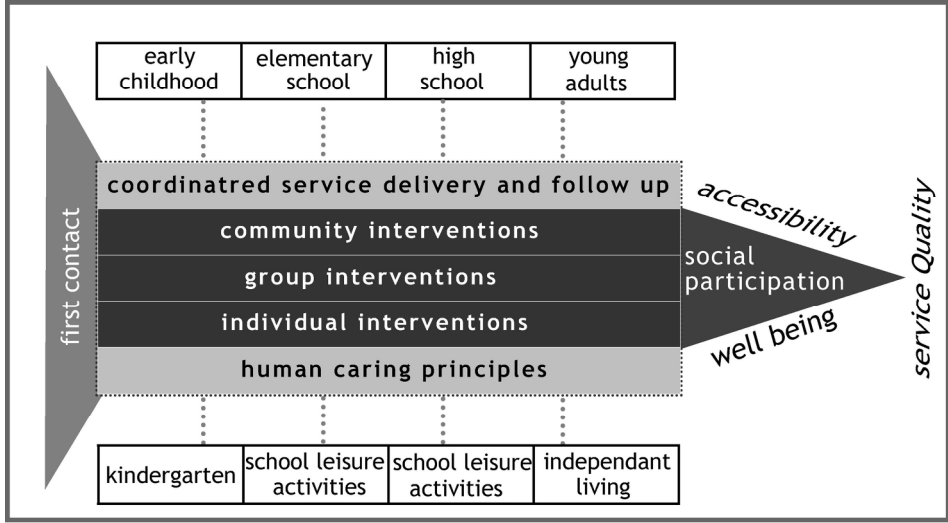 early
childhood
elementary
school
high
school
young
adults
first contact
coordinatred service delivery and follow up
community interventions
group interventions
individual interventions
human caring principles
social
participation
accessibility
well being
service Quality
kindergarten
school leisure
activities
school leisure
activities
independant
living